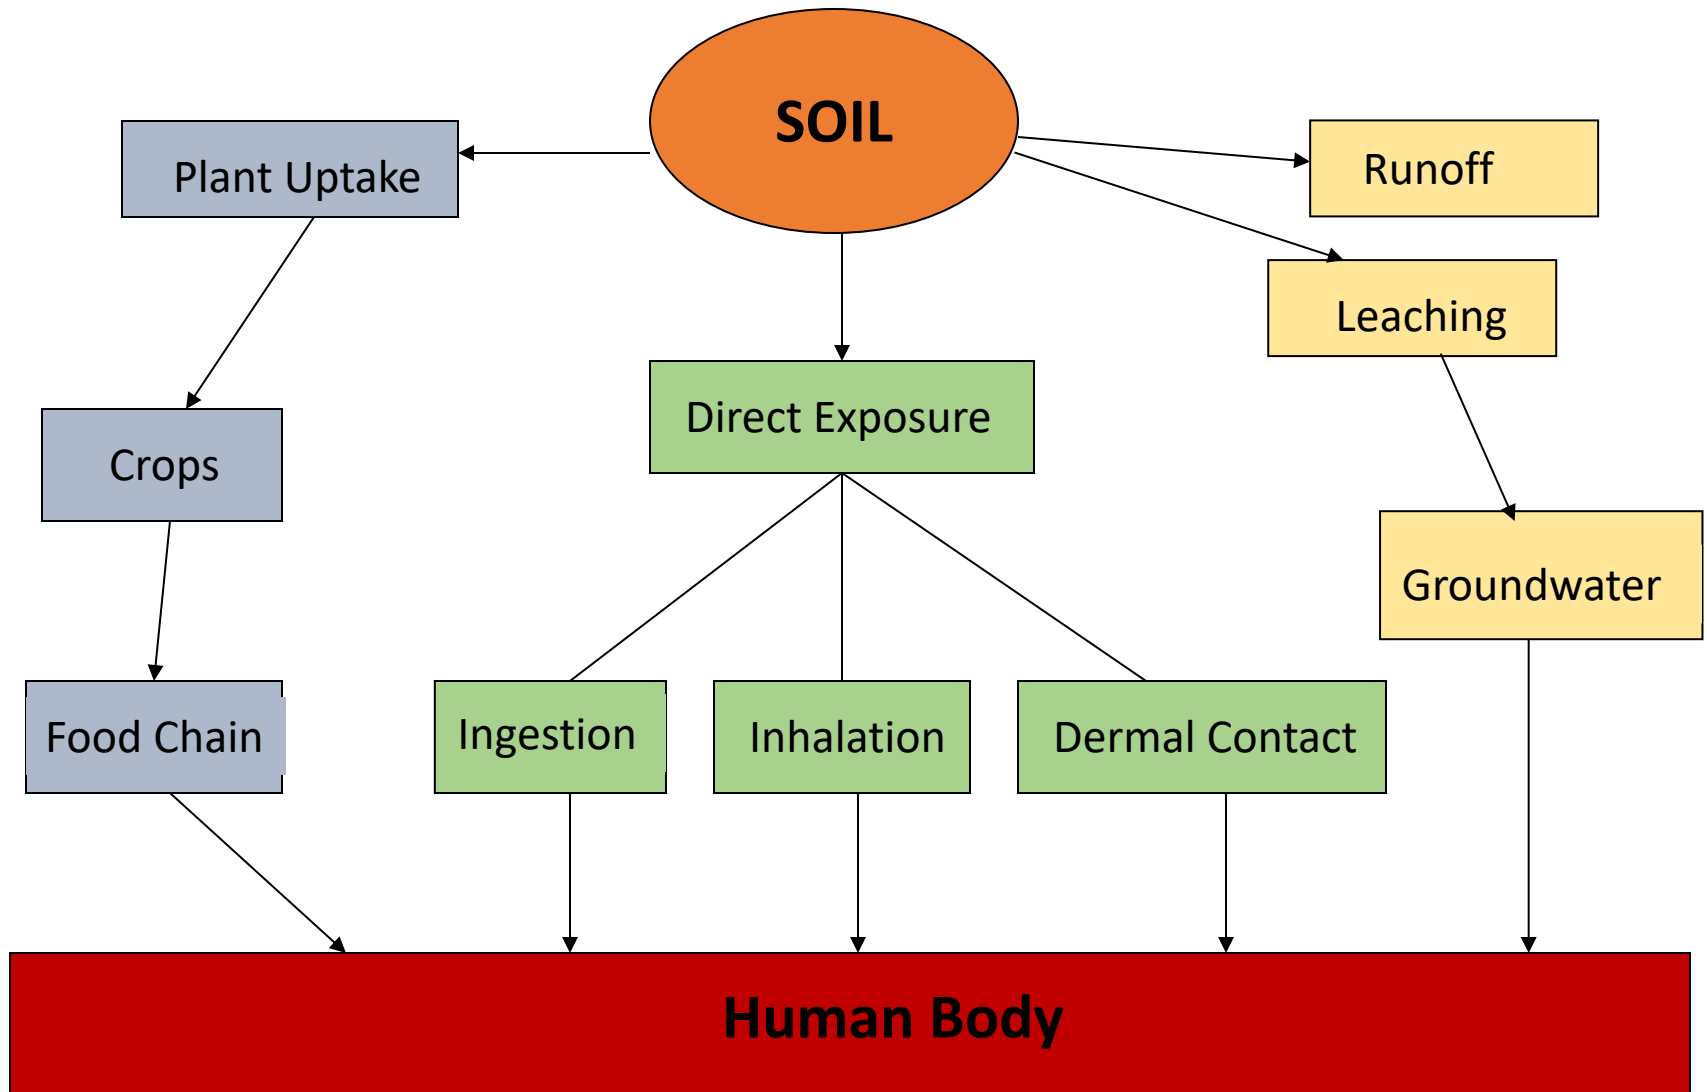 SOIL
Plant Uptake
Runoff
Leaching
Direct Exposure
Crops
Groundwater
Food Chain
Ingestion
Inhalation
Dermal Contact
Human Body